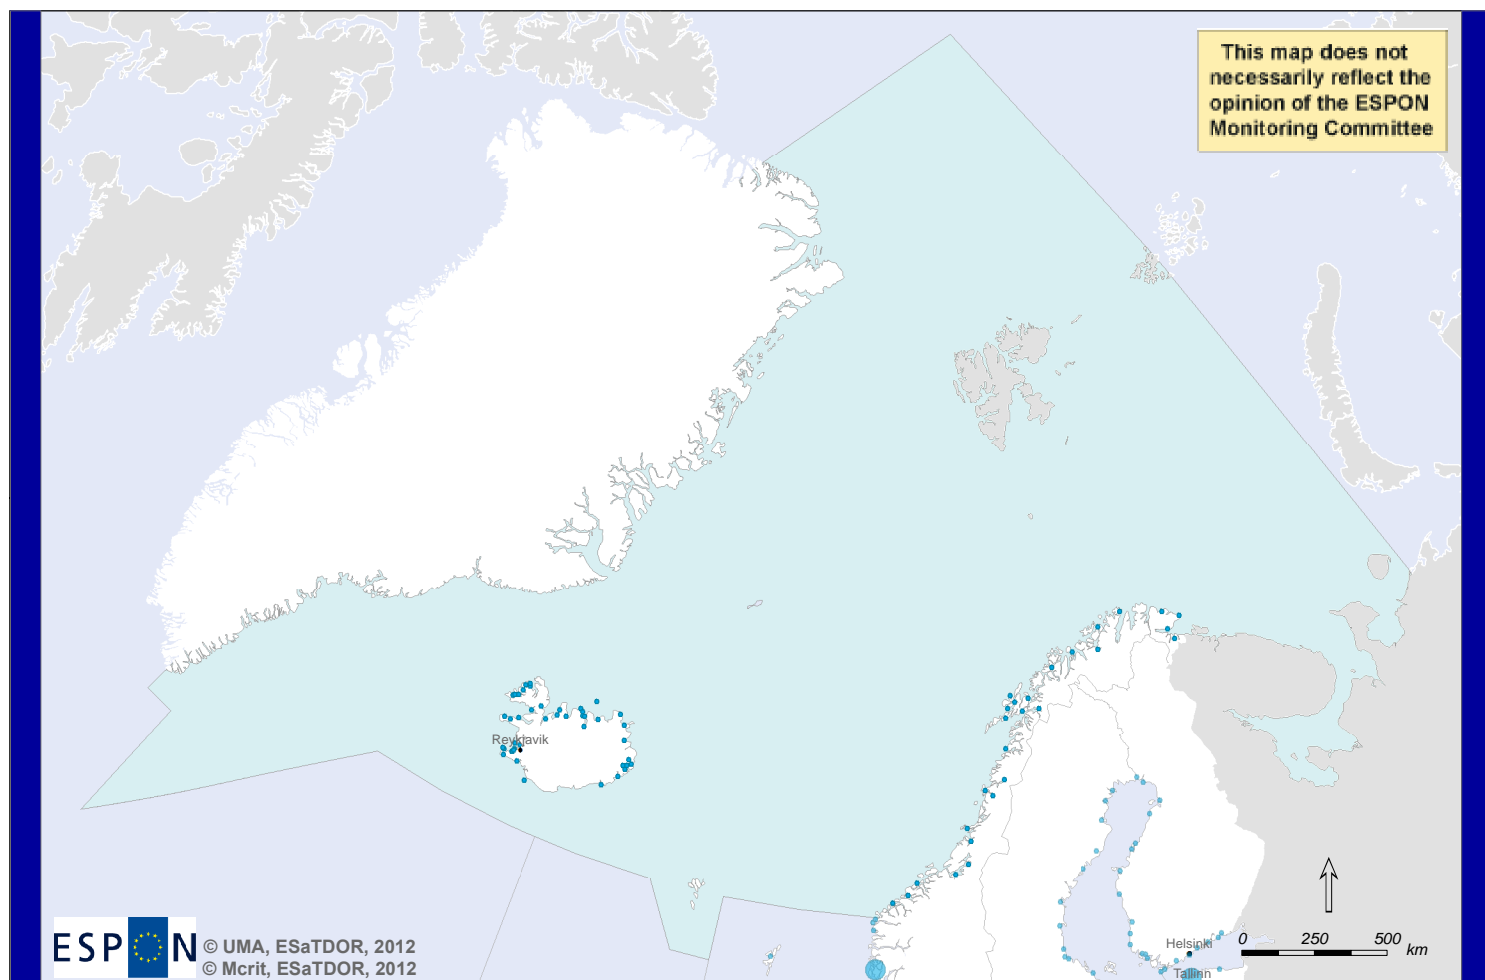 This map does not
necessarily reflect the
opinion of the ESPON
Monitoring Committee
Reykjavik
Helsinki
Tallinn
0 250 500 km
ESPON
© UMA, ESaTDOR, 2012
© Mcrit, ESaTDOR, 2012